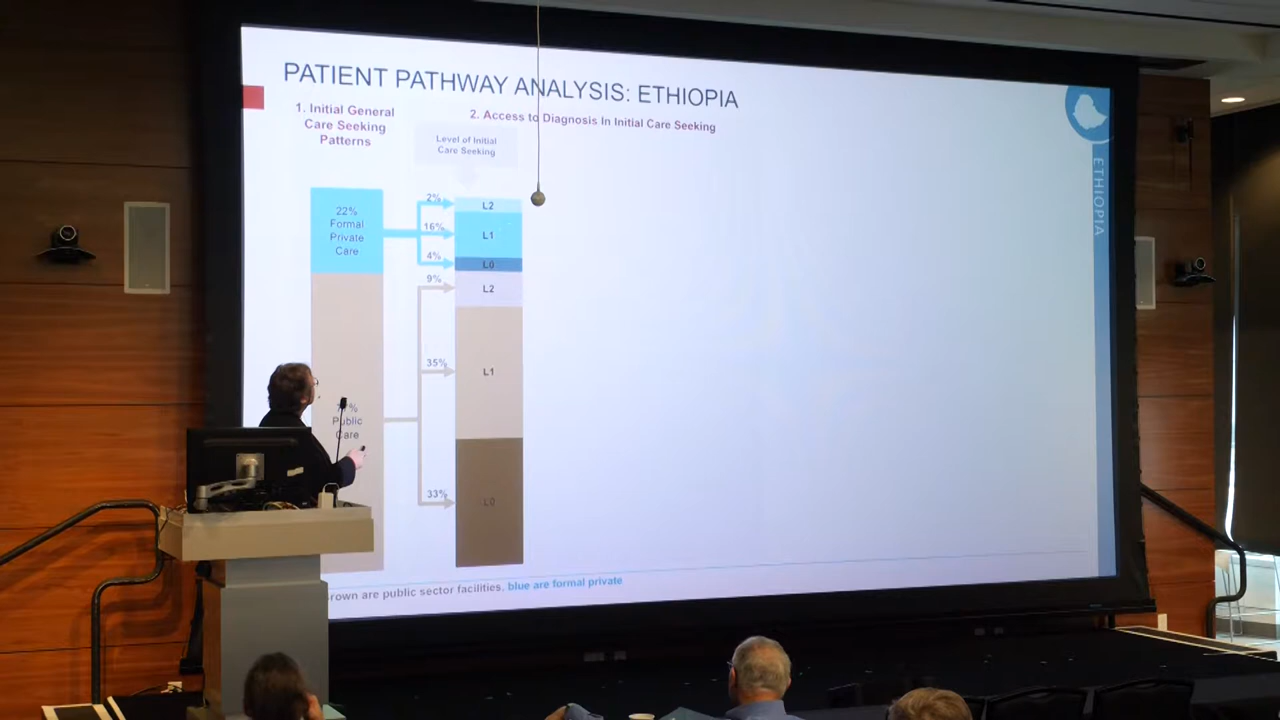 PATIENT PATHWAY ANALYSIS: ETHIOPIA
1. Initial General
Care Seeking
Patterns
2. Access to Diagnosis In Initial Care Seeking
Level of Initial
Care Seeking
22%
Formal
Private
Care
2%
16%
4%
9%
35%
33%
L2
L1
L0
L2
L1
L0
%
Public
Care
are public sector facilities, blue are formal private
ETHIOPIA